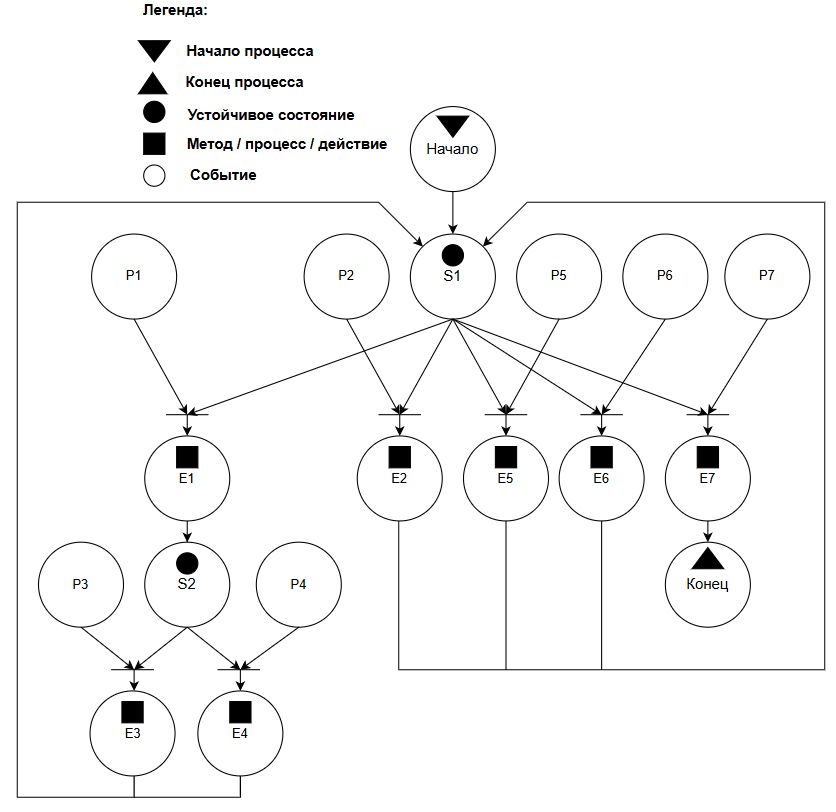 Легенда:
Начало процесса
Конец процесса
Устойчивое состояние
Метод / процесс / действие
Событие
Начало
P1
P2
S1
P5
P6
P7
E1
E2
E5
E6
E7
P3
S2
P4
Конец
E3
E4